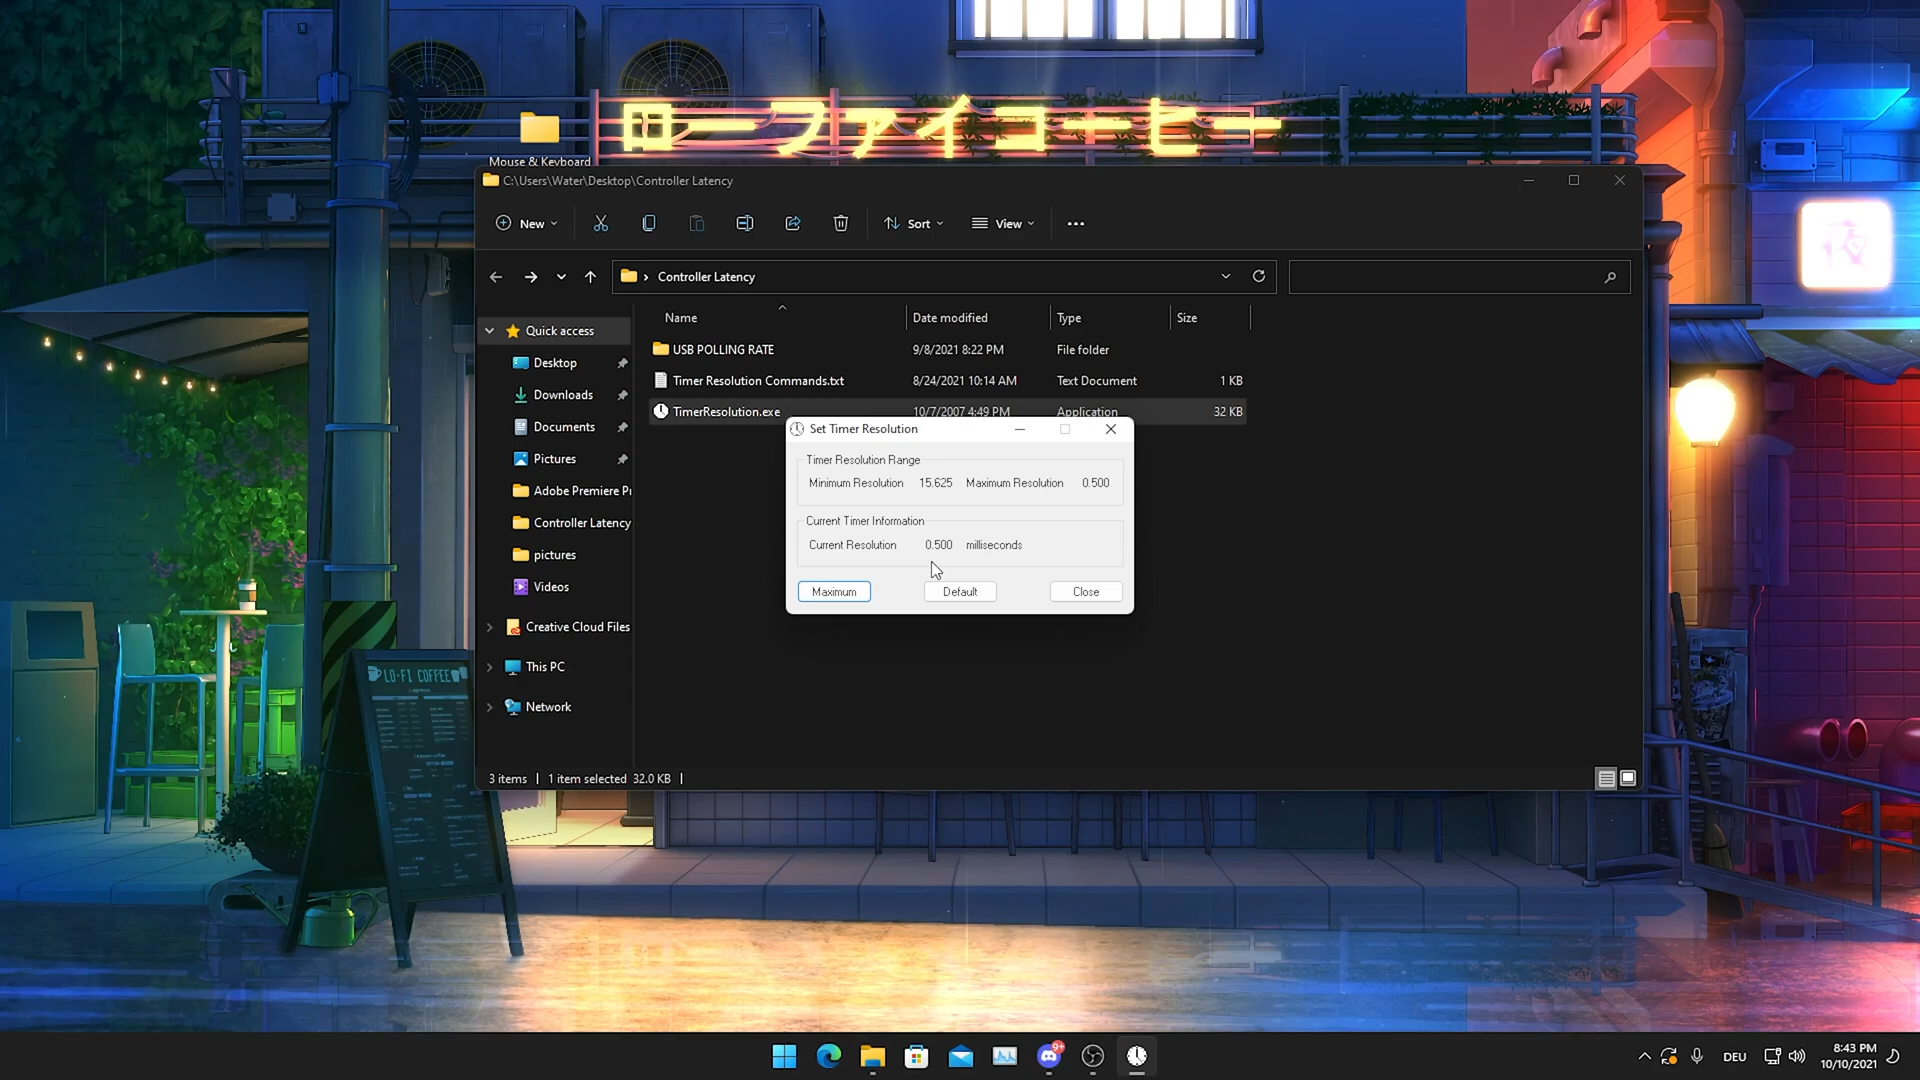 ローファイコーヒー
Mouse & Keyboard
C:\Users\Water\Desktop\Controller Latency
New
Sort
View
Controller Latency
Name
Date modified
Type
Size
Quick access
Desktop
Downloads
Documents
Pictures
Adobe Premiere Pr
Controller Latency
pictures
Videos
Creative Cloud Files
This PC
Network
USB POLLING RATE 9/8/2021 8:22 PM File folder
Timer Resolution Commands.txt 8/24/2021 10:14 AM Text Document 1 KB
TimerResolution.exe 10/7/2007 4:49 PM Application 32 KB
Set Timer Resolution
Timer Resolution Range
Minimum Resolution 15.625 Maximum Resolution 0.500
Current Timer Information
Current Resolution 0.500 milliseconds
Maximum Default Close
3 items 1 item selected 32.0 KB
夜
LO-FI COFFEE
9+
DEU
8:43 PM
10/10/2021